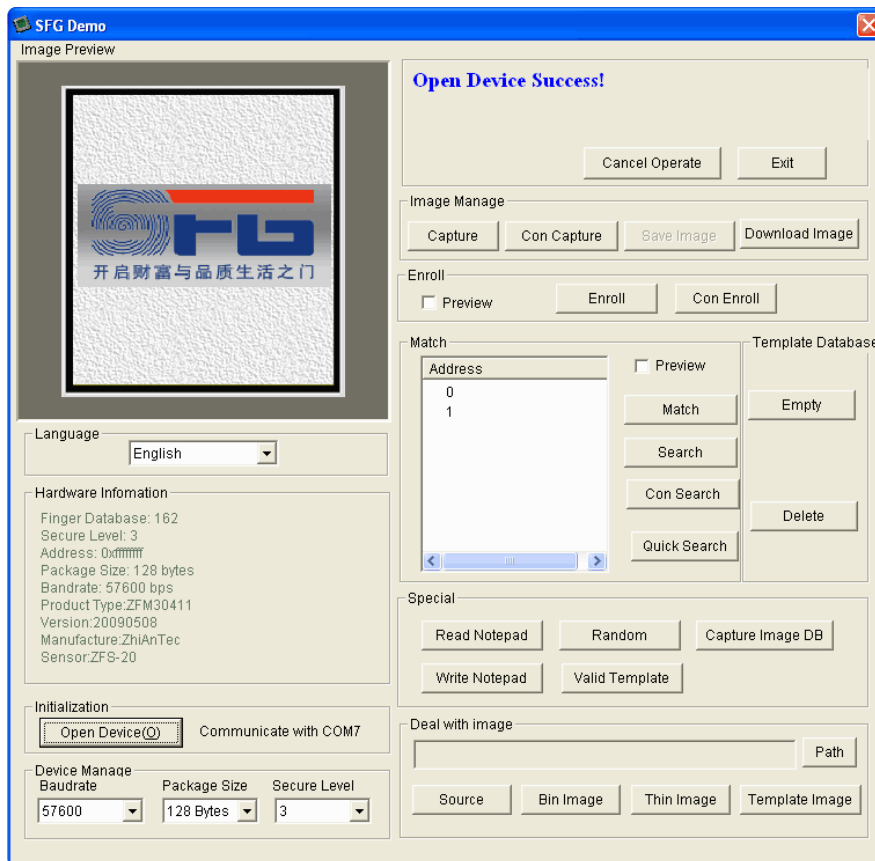 SFG Demo
Image Preview
SFG
开启财富与品质生活之门
Open Device Success!
Cancel Operate
Exit
Image Manage
Capture
Con Capture
Save Image
Download Image
Enroll
Preview
Enroll
Con Enroll
Match
Address
0
1
Preview
Match
Search
Con Search
Quick Search
Template Database
Empty
Delete
Language
English
Hardware Infomation
Finger Database: 162
Secure Level: 3
Address: 0xffffffff
Package Size: 128 bytes
Bandrate: 57600 bps
Product Type:ZFM30411
Version:20090508
Manufacture:ZhiAnTec
Sensor:ZFS-20
Special
Read Notepad
Random
Capture Image DB
Write Notepad
Valid Template
Initialization
Open Device(O)
Communicate with COM7
Device Manage
Baudrate
Package Size
Secure Level
57600
128 Bytes
3
Deal with image
Path
Source
Bin Image
Thin Image
Template Image